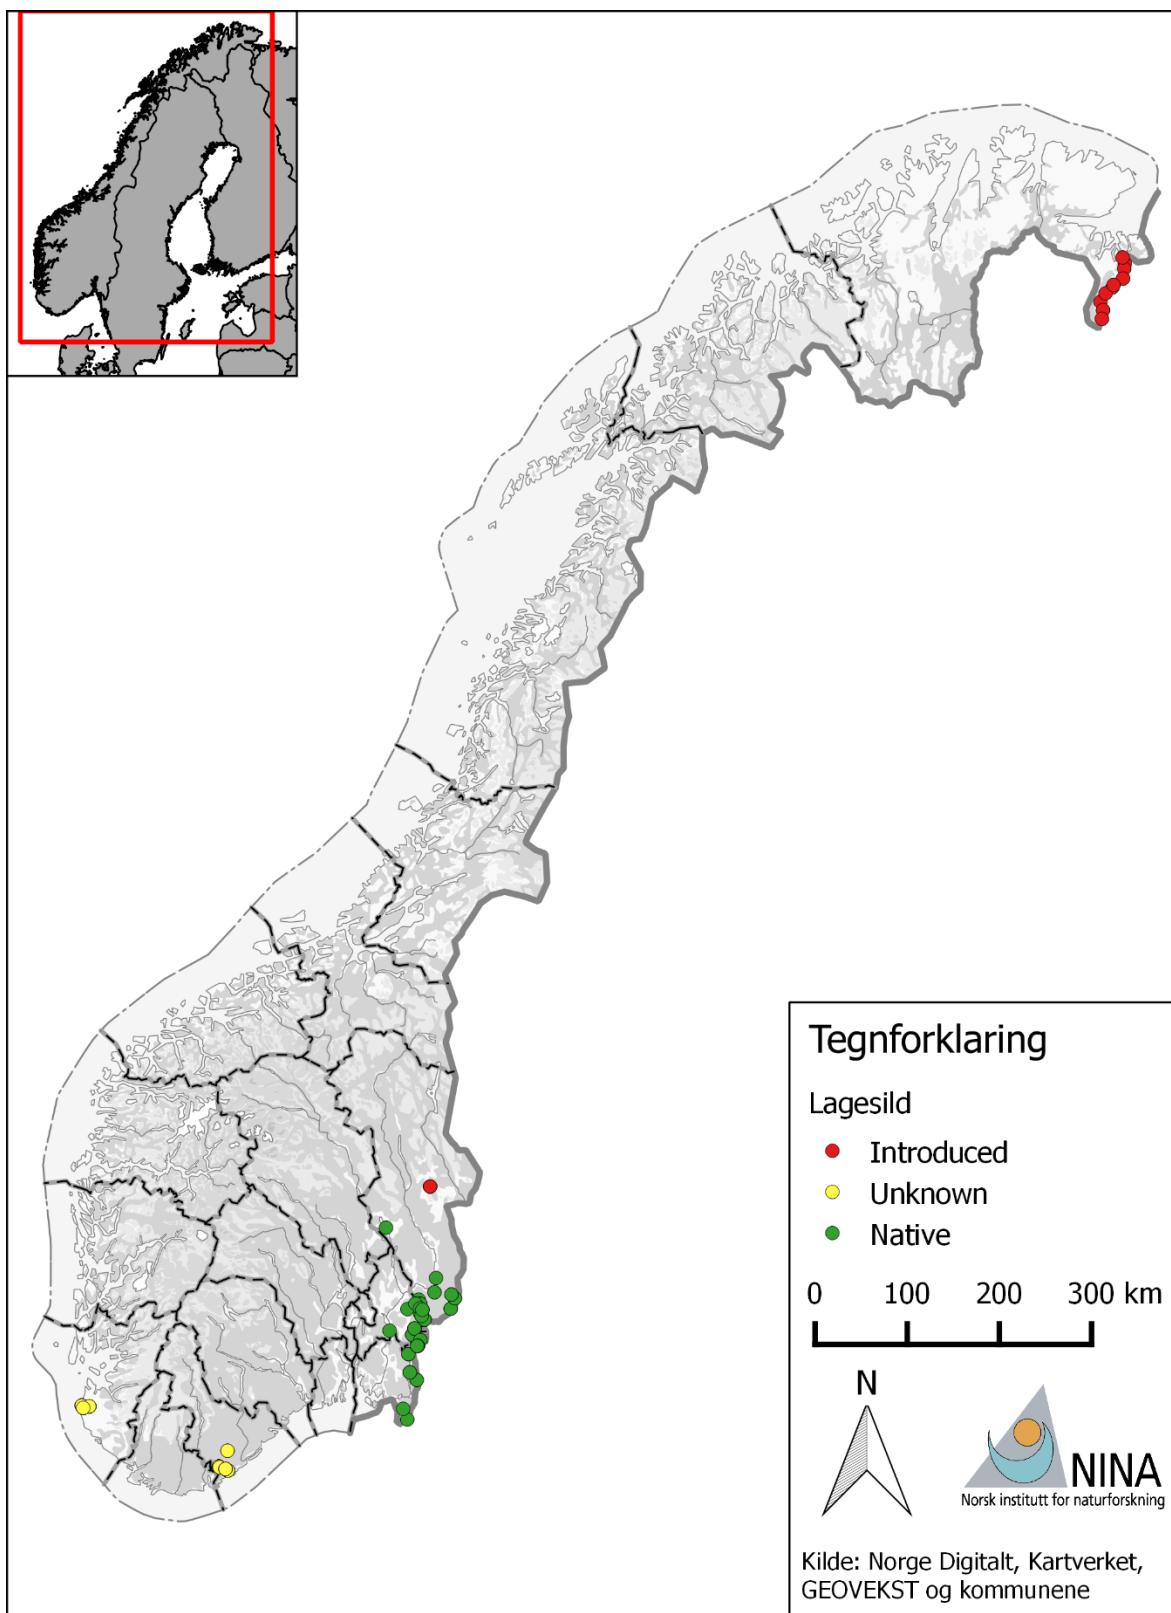 Tegnforklaring
Lagesild
Introduced
Unknown
Native
0 100 200 300 km
N
NINA
Norsk institutt for naturforskning
Kilde: Norge Digitalt, Kartverket,
GEOVEKST og kommunene